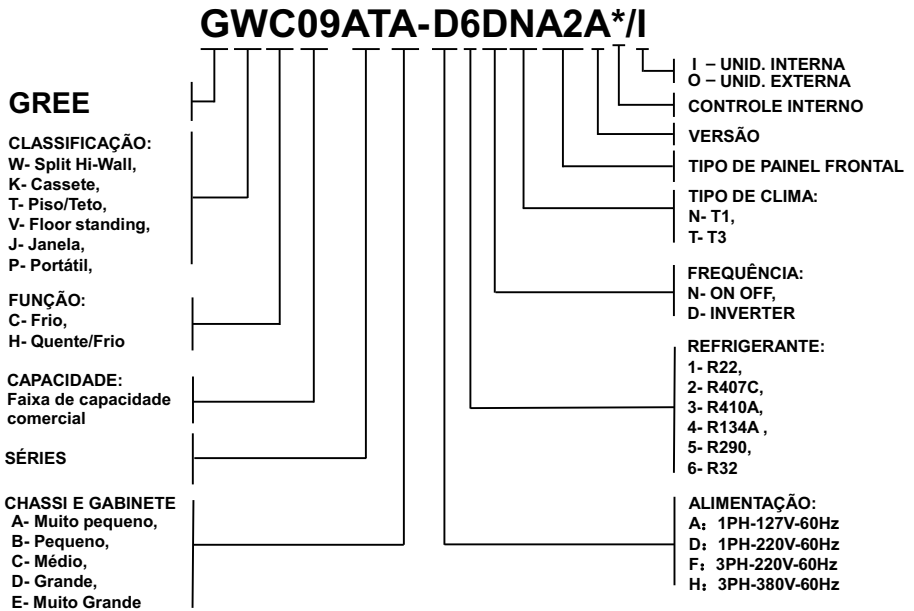 GWC09ATA-D6DNA2A*/I
GREE
CLASSIFICAÇÃO:
W- Split Hi-Wall,
K- Cassete,
T- Piso/Teto,
V- Floor standing,
J- Janela,
P- Portátil,
FUNÇÃO:
C- Frio,
H- Quente/Frio
CAPACIDADE:
Faixa de capacidade
comercial
SÉRIES
CHASSI E GABINETE
A- Muito pequeno,
B- Pequeno,
C- Médio,
D- Grande,
E- Muito Grande
I – UNID. INTERNA
O – UNID. EXTERNA
CONTROLE INTERNO
VERSÃO
TIPO DE PAINEL FRONTAL
TIPO DE CLIMA:
N- T1,
T- T3
FREQUÊNCIA:
N- ON OFF,
D- INVERTER
REFRIGERANTE:
1- R22,
2- R407C,
3- R410A,
4- R134A ,
5- R290,
6- R32
ALIMENTAÇÃO:
A：1PH-127V-60Hz
D：1PH-220V-60Hz
F：3PH-220V-60Hz
H：3PH-380V-60Hz